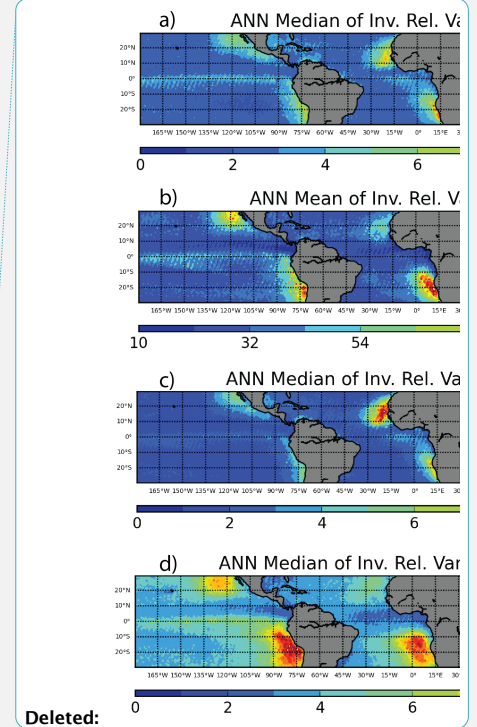 a) ANN Median of Inv. Rel. Va
20°N
10°N
0°
10°S
20°S
165°W 150°W 135°W 120°W 105°W 90°W 75°W 60°W 45°W 30°W 15°W 0° 15°E 3
0 2 4 6
b) ANN Mean of Inv. Rel. Va
20°N
10°N
0°
10°S
20°S
165°W 150°W 135°W 120°W 105°W 90°W 75°W 60°W 45°W 30°W 15°W 0° 15°E 30
10 32 54
c) ANN Median of Inv. Rel. Va
20°N
10°N
0°
10°S
20°S
165°W 150°W 135°W 120°W 105°W 90°W 75°W 60°W 45°W 30°W 15°W 0° 15°E 30
0 2 4 6
d) ANN Median of Inv. Rel. Var
20°N
10°N
0°
10°S
20°S
165°W 150°W 135°W 120°W 105°W 90°W 75°W 60°W 45°W 30°W 15°W 0° 15°E 30
0 2 4 6
Deleted: